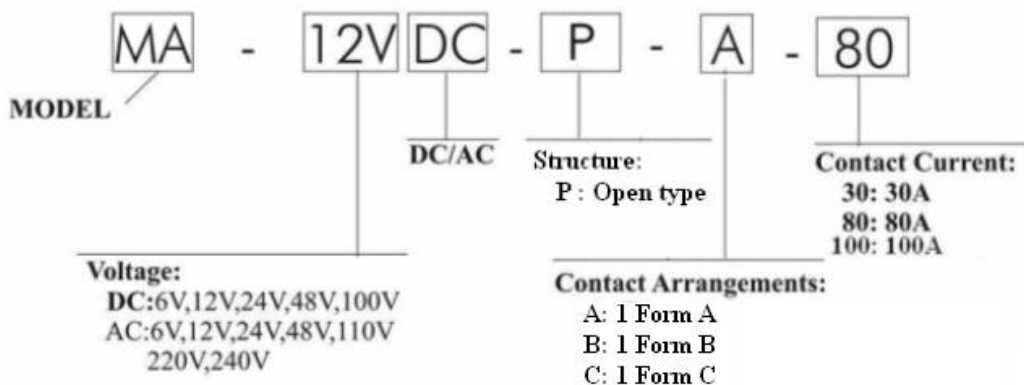 MA - 12V DC - P - A - 80
MODEL
DC/AC
Structure:
P : Open type
Contact Current:
30: 30A
80: 80A
100: 100A
Voltage:
DC:6V,12V,24V,48V,100V
AC:6V,12V,24V,48V,110V
220V,240V
Contact Arrangements:
A: 1 Form A
B: 1 Form B
C: 1 Form C